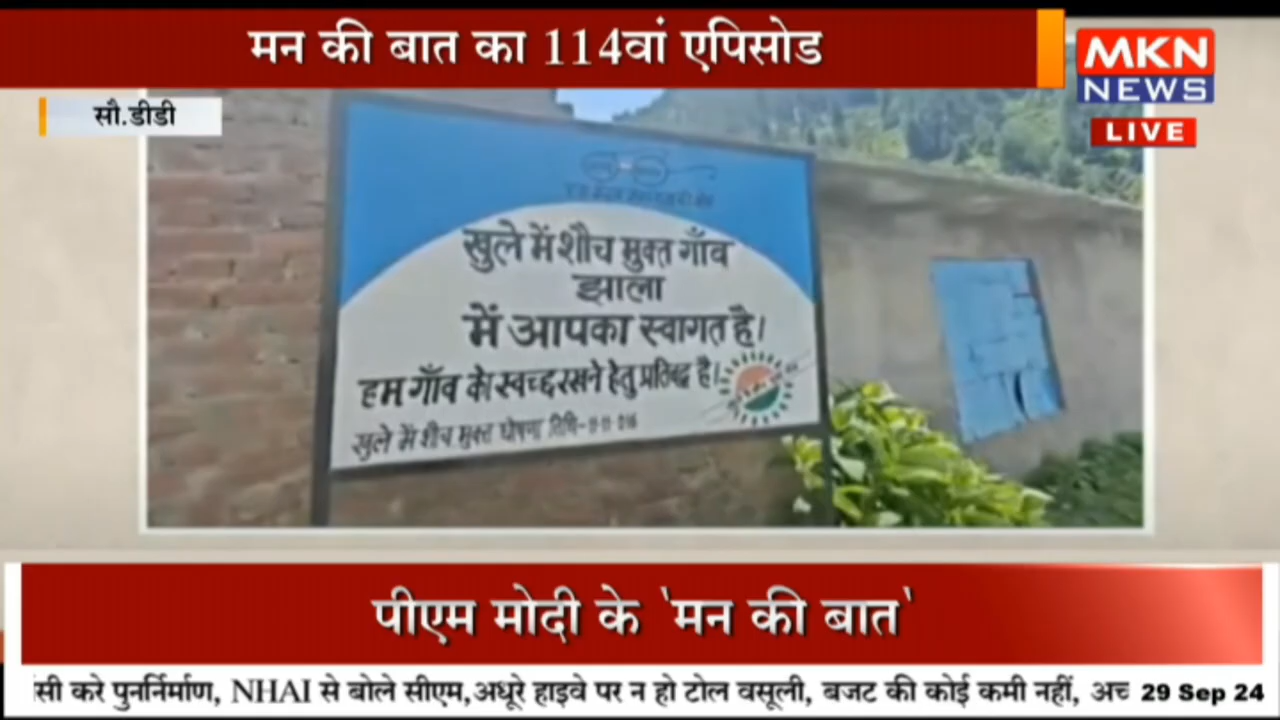 मन की बात का 114वां एपिसोड
MKN
NEWS
LIVE
सौ.डीडी
खुले में शौच मुक्त गाँव
झाला
में आपका स्वागत है।
हम गाँव को स्वच्छ रखने हेतु प्रतिबद्ध है।
खुले में शौच मुक्त घोषणा तिथि-
पीएम मोदी के 'मन की बात'
सी करे पुनर्निर्माण, NHAI से बोले सीएम,अधूरे हाइवे पर न हो टोल वसूली, बजट की कोई कमी नहीं, अच 29 Sep 24